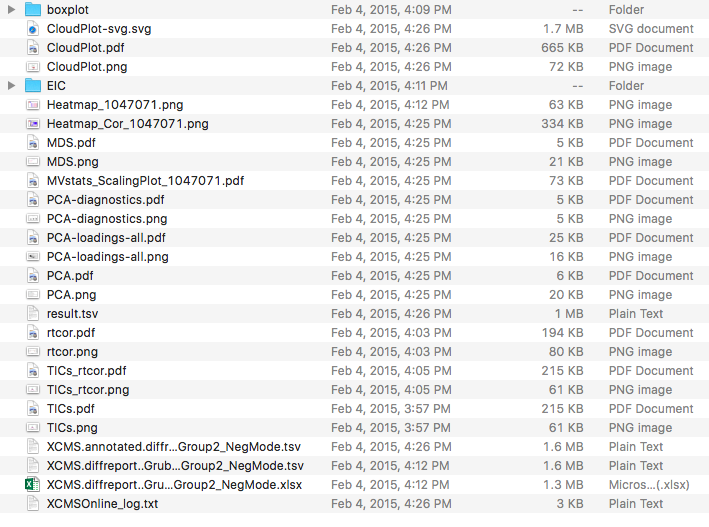 boxplot Feb 4, 2015, 4:09 PM -- Folder
CloudPlot-svg.svg Feb 4, 2015, 4:26 PM 1.7 MB SVG document
CloudPlot.pdf Feb 4, 2015, 4:26 PM 665 KB PDF Document
CloudPlot.png Feb 4, 2015, 4:26 PM 72 KB PNG image
EIC Feb 4, 2015, 4:11 PM -- Folder
Heatmap_1047071.png Feb 4, 2015, 4:12 PM 63 KB PNG image
Heatmap_Cor_1047071.png Feb 4, 2015, 4:25 PM 334 KB PNG image
MDS.pdf Feb 4, 2015, 4:25 PM 5 KB PDF Document
MDS.png Feb 4, 2015, 4:25 PM 21 KB PNG image
MVstats_ScalingPlot_1047071.pdf Feb 4, 2015, 4:25 PM 73 KB PDF Document
PCA-diagnostics.pdf Feb 4, 2015, 4:25 PM 5 KB PDF Document
PCA-diagnostics.png Feb 4, 2015, 4:25 PM 5 KB PNG image
PCA-loadings-all.pdf Feb 4, 2015, 4:25 PM 25 KB PDF Document
PCA-loadings-all.png Feb 4, 2015, 4:25 PM 16 KB PNG image
PCA.pdf Feb 4, 2015, 4:25 PM 6 KB PDF Document
PCA.png Feb 4, 2015, 4:25 PM 20 KB PNG image
result.tsv Feb 4, 2015, 4:26 PM 1 MB Plain Text
rtcor.pdf Feb 4, 2015, 4:03 PM 194 KB PDF Document
rtcor.png Feb 4, 2015, 4:03 PM 80 KB PNG image
TICs_rtcor.pdf Feb 4, 2015, 4:05 PM 215 KB PDF Document
TICs_rtcor.png Feb 4, 2015, 4:05 PM 61 KB PNG image
TICs.pdf Feb 4, 2015, 3:57 PM 215 KB PDF Document
TICs.png Feb 4, 2015, 3:57 PM 61 KB PNG image
XCMS.annotated.diffr...Group2_NegMode.tsv Feb 4, 2015, 4:26 PM 1.6 MB Plain Text
XCMS.diffreport..Grub...Group2_NegMode.tsv Feb 4, 2015, 4:12 PM 1.6 MB Plain Text
XCMS.diffreport..Gru...Group2_NegMode.xlsx Feb 4, 2015, 4:12 PM 1.3 MB Micros...(.xlsx)
XCMSOnline_log.txt Feb 4, 2015, 4:26 PM 3 KB Plain Text